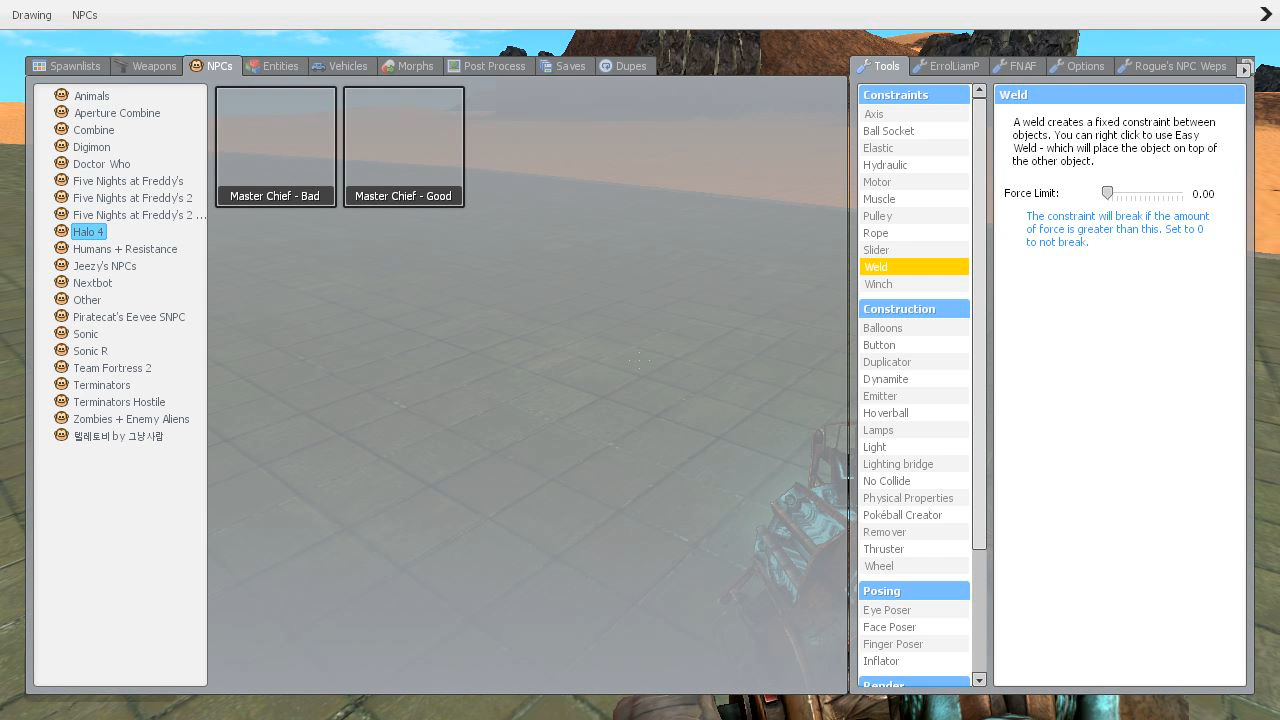 Drawing NPCs
Spawnlists Weapons NPCs Entities Vehicles Morphs Post Process Saves Dupes
Animals
Aperture Combine
Combine
Digimon
Doctor Who
Five Nights at Freddy's
Five Nights at Freddy's 2
Five Nights at Freddy's 2 ...
Halo 4
Humans + Resistance
Jeezy's NPCs
Nextbot
Other
Piratecat's Eevee SNPC
Sonic
Sonic R
Team Fortress 2
Terminators
Terminators Hostile
Zombies + Enemy Aliens
텔레토비 by 그냥사람
Master Chief - Bad
Master Chief - Good
Tools ErrolLiamP FNAF Options Rogue's NPC Weps
Constraints
Axis
Ball Socket
Elastic
Hydraulic
Motor
Muscle
Pulley
Rope
Slider
Weld
Winch
Construction
Balloons
Button
Duplicator
Dynamite
Emitter
Hoverball
Lamps
Light
Lighting bridge
No Collide
Physical Properties
Pokéball Creator
Remover
Thruster
Wheel
Posing
Eye Poser
Face Poser
Finger Poser
Inflator
Render
Weld
A weld creates a fixed constraint between
objects. You can right click to use Easy
Weld - which will place the object on top of
the other object.
Force Limit: 0.00
The constraint will break if the amount
of force is greater than this. Set to 0
to not break.